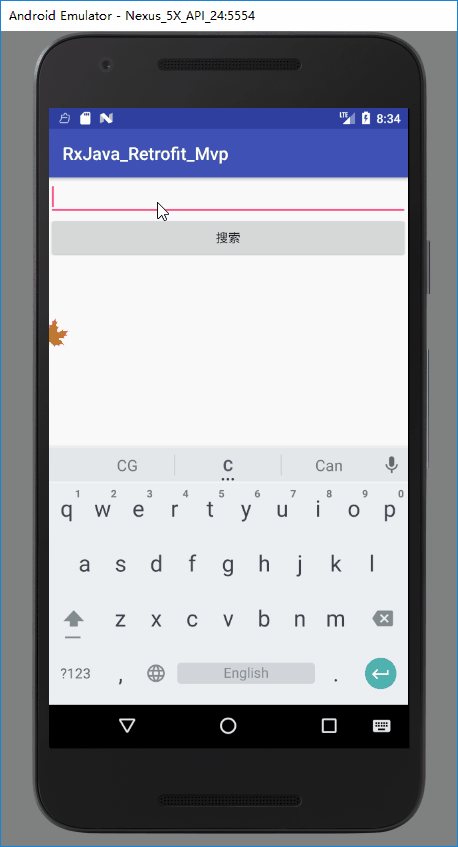 Android Emulator - Nexus_5X_API_24:5554
LTE 8:34
RxJava_Retrofit_Mvp
搜索
CG C Can
1 2 3 4 5 6 7 8 9 0
q w e r t y u i o p
a s d f g h j k l
z x c v b n m
?123 , English .